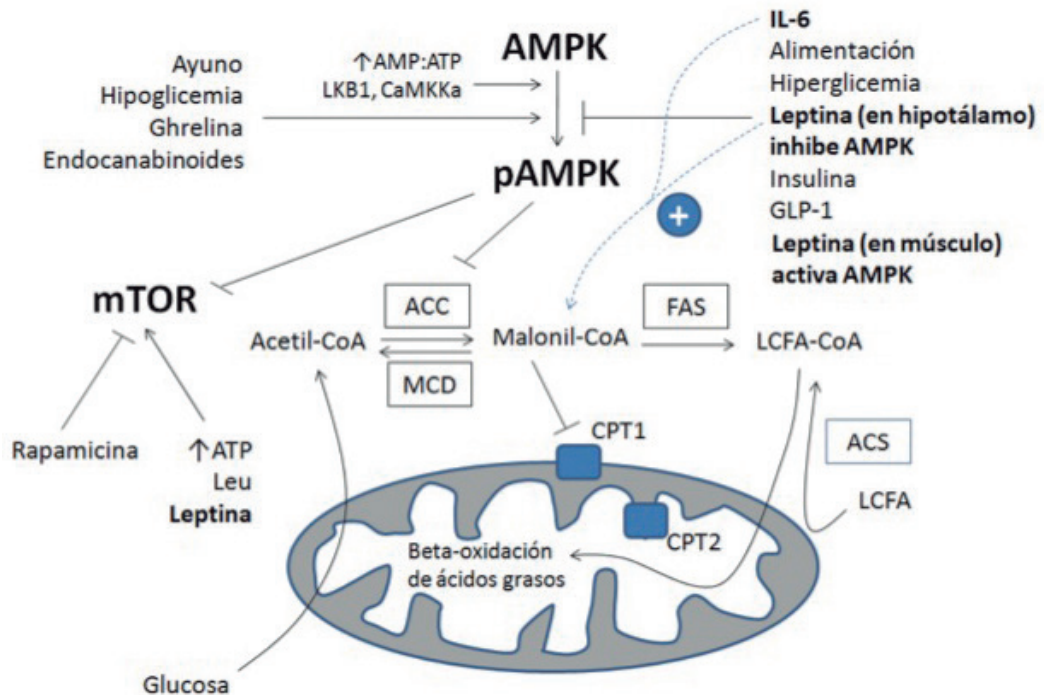 AMPK
↑AMP:ATP
LKB1, CaMKKa
Ayuno
Hipoglicemia
Ghrelina
Endocanabinoides
IL-6
Alimentación
Hiperglicemia
Leptina (en hipotálamo)
inhibe AMPK
Insulina
GLP-1
Leptina (en músculo)
activa AMPK
pAMPK
+
mTOR
ACC
FAS
Acetil-CoA
Malonil-CoA
LCFA-CoA
MCD
Rapamicina
↑ATP
Leu
Leptina
CPT1
ACS
LCFA
CPT2
Beta-oxidación
de ácidos grasos
Glucosa